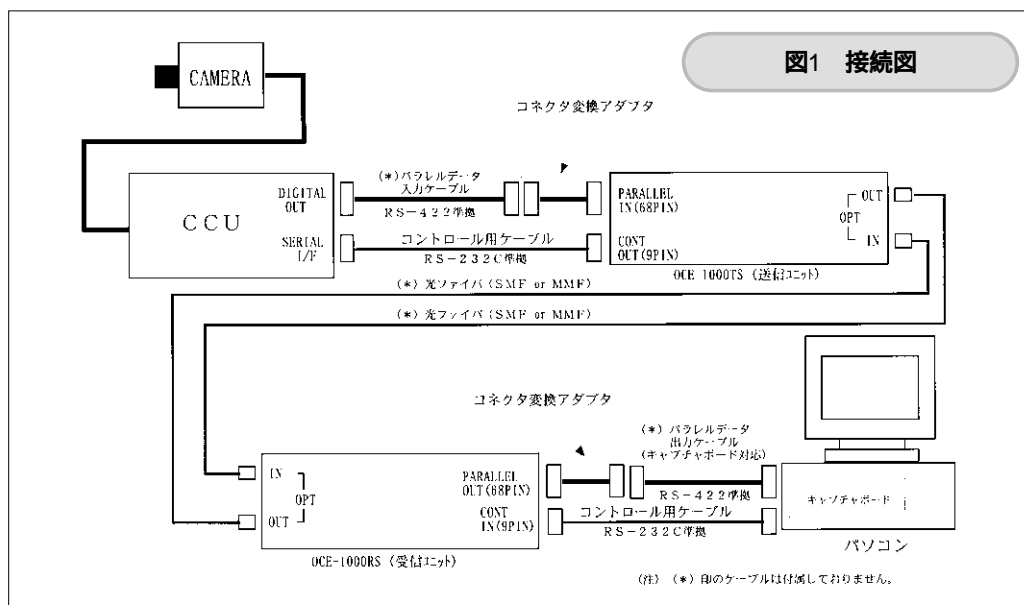 図1 接続図
CAMERA
コネクタ変換アダプタ
CCU
DIGITAL
OUT
SERIAL
I/F
(*)パラレルデータ
入力ケーブル
RS-422準拠
コントロール用ケーブル
RS-232C準拠
PARALLEL
IN(68PIN)
CONT
OUT(9PIN)
OUT
OPT
IN
OCE-1000TS (送信ユニット)
(*) 光ファイバ (SMF or MMF)
(*) 光ファイバ (SMF or MMF)
コネクタ変換アダプタ
IN
OPT
OUT
PARALLEL
OUT(68PIN)
CONT
IN(9PIN)
OCE-1000RS (受信ユニット)
(*) パラレルデータ
出力ケーブル
(キャプチャボード対応)
RS-422準拠
コントロール用ケーブル
RS-232C準拠
キャプチャボード
パソコン
(注) (*) 印のケーブルは付属しておりません。